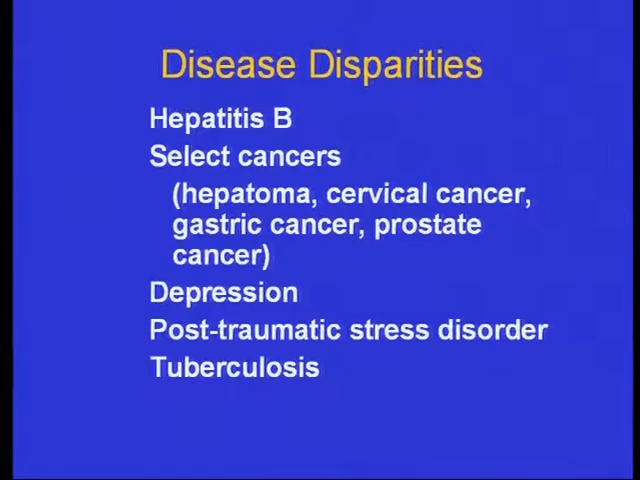 Disease Disparities
Hepatitis B
Select cancers
(hepatoma, cervical cancer,
gastric cancer, prostate
cancer)
Depression
Post-traumatic stress disorder
Tuberculosis